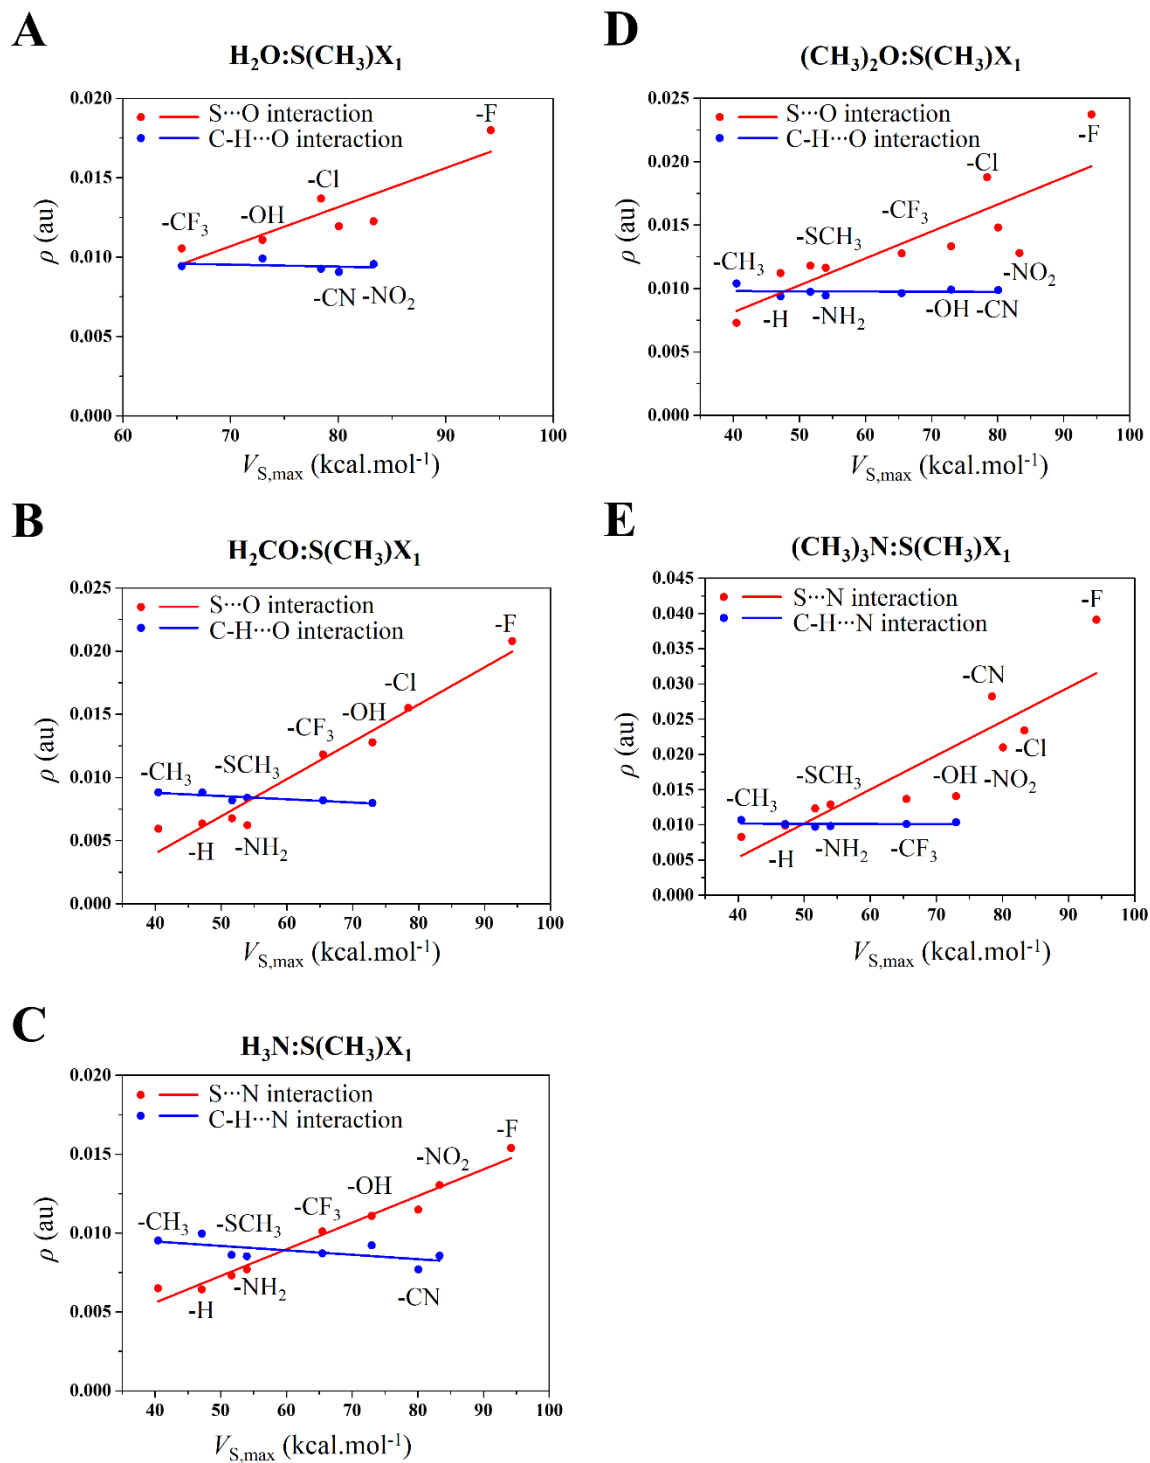 A
H₂O:S(CH₃)X₁
S···O interaction
C-H···O interaction
-F
-Cl
-CF₃
-OH
-CN
-NO₂
0.020
0.015
0.010
0.005
0.000
ρ (au)
60 70 80 90 100
V_S,max (kcal.mol⁻¹)
B
H₂CO:S(CH₃)X₁
S···O interaction
C-H···O interaction
-F
-Cl
-OH
-CF₃
-SCH₃
-CH₃
-H
-NH₂
0.025
0.020
0.015
0.010
0.005
0.000
ρ (au)
40 50 60 70 80 90 100
V_S,max (kcal.mol⁻¹)
C
H₃N:S(CH₃)X₁
S···N interaction
C-H···N interaction
-F
-NO₂
-OH
-CF₃
-SCH₃
-CH₃
-NH₂
-H
-CN
0.020
0.015
0.010
0.005
0.000
ρ (au)
40 50 60 70 80 90 100
V_S,max (kcal.mol⁻¹)
D
(CH₃)₂O:S(CH₃)X₁
S···O interaction
C-H···O interaction
-F
-Cl
-CF₃
-SCH₃
-CH₃
-NO₂
-H
-NH₂
-OH
-CN
0.025
0.020
0.015
0.010
0.005
0.000
ρ (au)
40 50 60 70 80 90 100
V_S,max (kcal.mol⁻¹)
E
(CH₃)₃N:S(CH₃)X₁
S···N interaction
C-H···N interaction
-F
-CN
-Cl
-SCH₃
-OH
-NO₂
-CH₃
-H
-NH₂
-CF₃
0.045
0.040
0.035
0.030
0.025
0.020
0.015
0.010
0.005
0.000
ρ (au)
40 50 60 70 80 90 100
V_S,max (kcal.mol⁻¹)